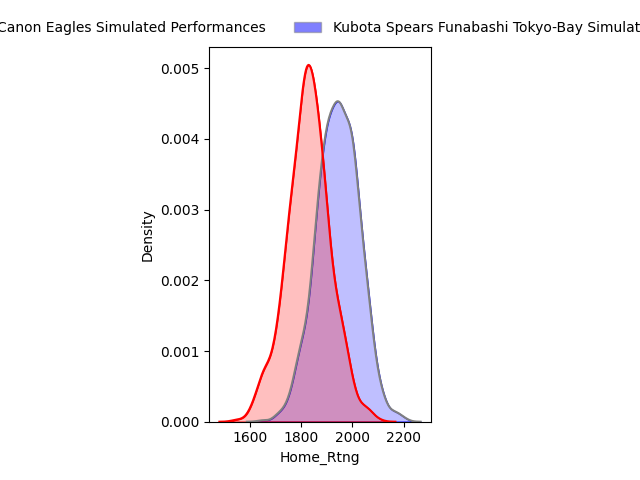 Canon Eagles Simulated Performances
Kubota Spears Funabashi Tokyo-Bay Simulat
0.005
0.004
0.003
0.002
0.001
0.000
Density
1600 1800 2000 2200
Home_Rtng